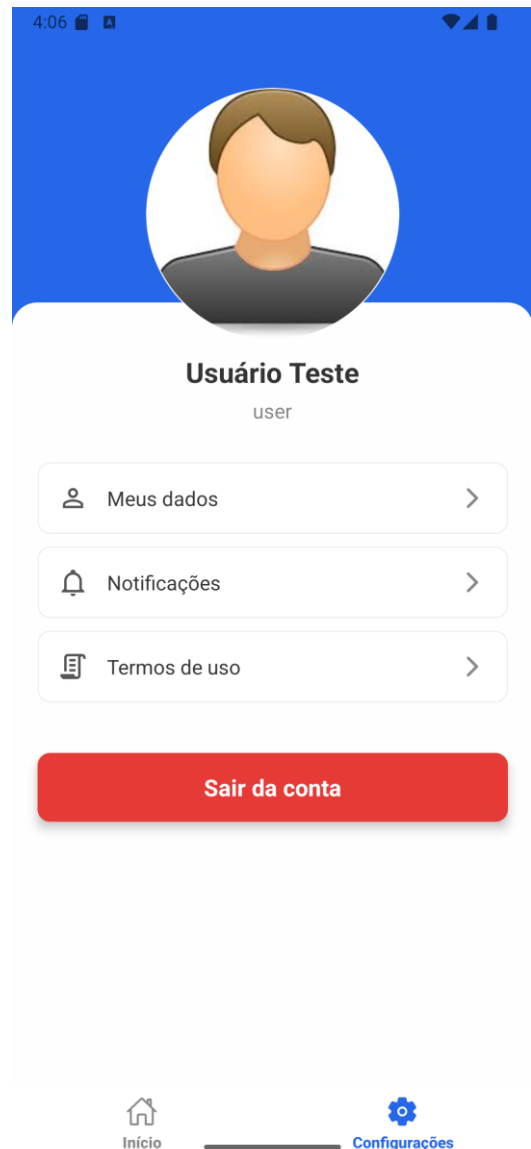 4:06
Usuário Teste
user
Meus dados
Notificações
Termos de uso
Sair da conta
Início
Configurações